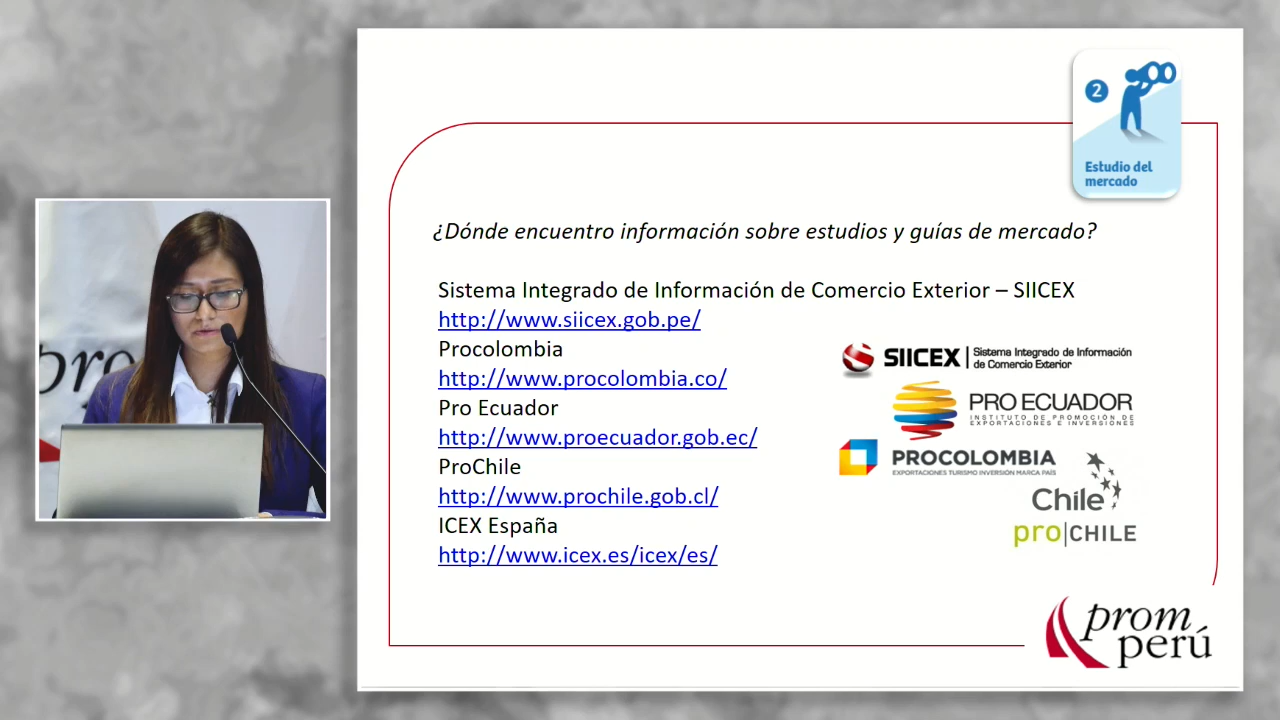 2
Estudio del
mercado
¿Dónde encuentro información sobre estudios y guías de mercado?
Sistema Integrado de Información de Comercio Exterior – SIICEX
http://www.siicex.gob.pe/
Procolombia
http://www.procolombia.co/
Pro Ecuador
http://www.proecuador.gob.ec/
ProChile
http://www.prochile.gob.cl/
ICEX España
http://www.icex.es/icex/es/
SIICEX | Sistema Integrado de Información
de Comercio Exterior
PRO ECUADOR
INSTITUTO DE PROMOCIÓN DE
EXPORTACIONES E INVERSIONES
PROCOLOMBIA
EXPORTACIONES TURISMO INVERSIÓN MARCA PAÍS
Chile
pro|CHILE
prom
perú
pro